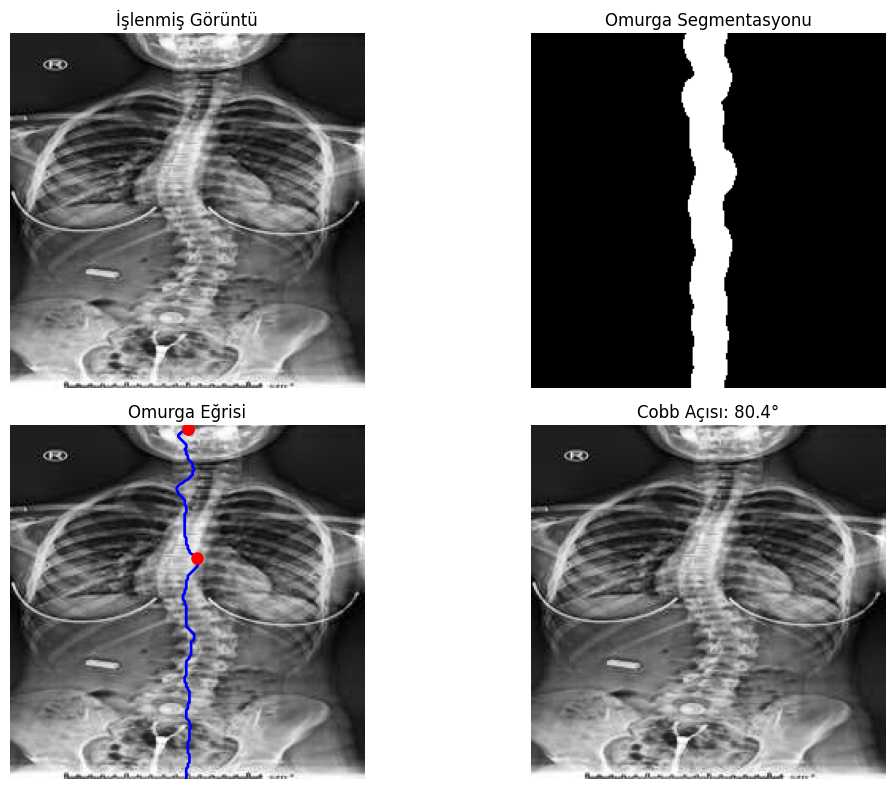 İşlenmiş Görüntü
Omurga Segmentasyonu
R
Omurga Eğrisi
Cobb Açısı: 80.4°
R
R